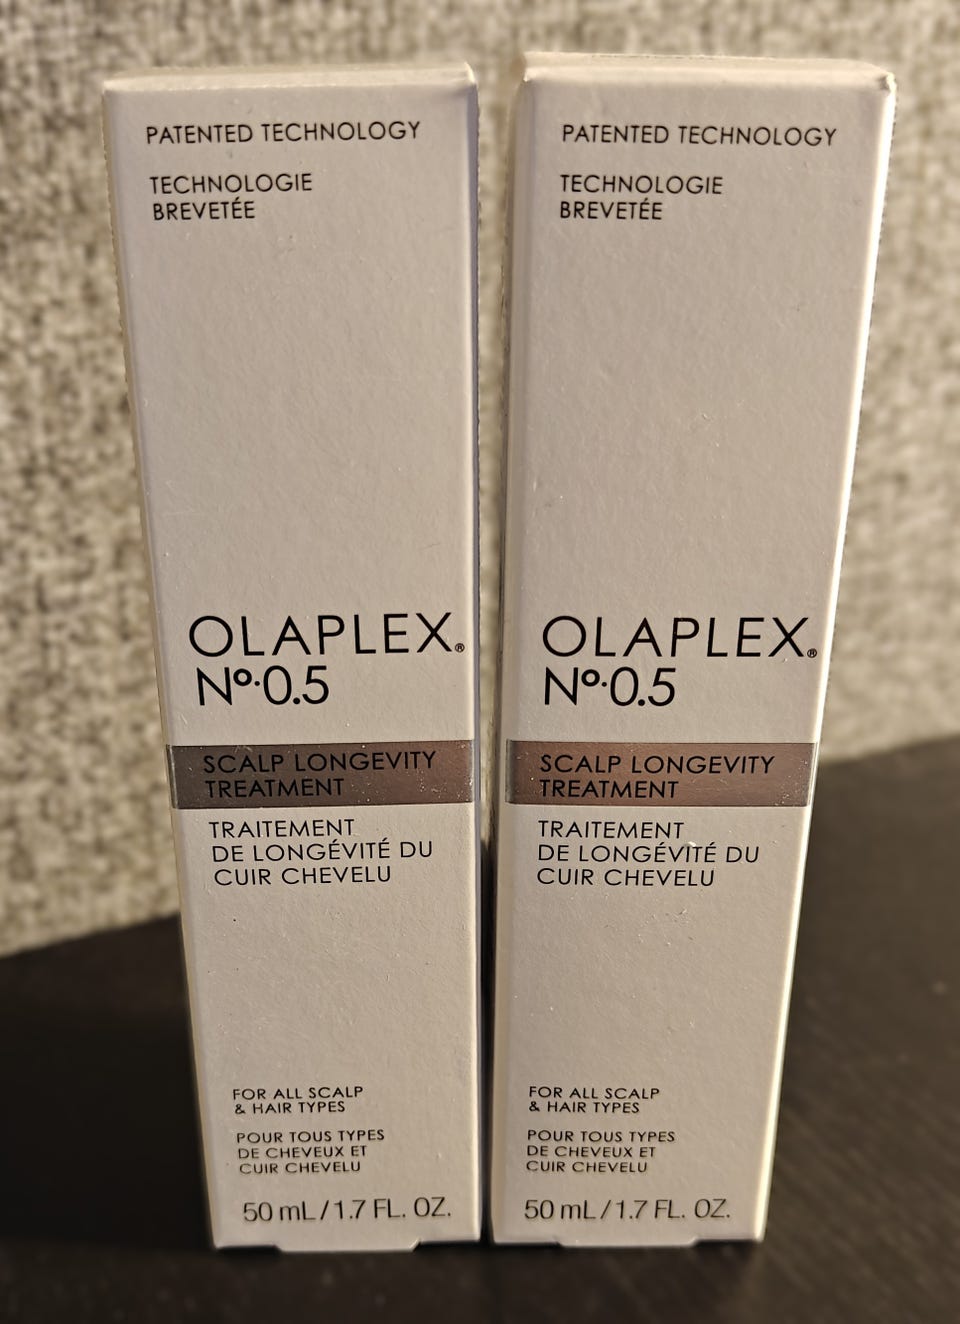 PATENTED TECHNOLOGY
TECHNOLOGIE
BREVETÉE
OLAPLEX®
Nº.0.5
SCALP LONGEVITY
TREATMENT
TRAITEMENT
DE LONGÉVITÉ DU
CUIR CHEVELU
FOR ALL SCALP
& HAIR TYPES
POUR TOUS TYPES
DE CHEVEUX ET
CUIR CHEVELU
50 mL / 1.7 FL. OZ.
PATENTED TECHNOLOGY
TECHNOLOGIE
BREVETÉE
OLAPLEX®
Nº.0.5
SCALP LONGEVITY
TREATMENT
TRAITEMENT
DE LONGÉVITÉ DU
CUIR CHEVELU
FOR ALL SCALP
& HAIR TYPES
POUR TOUS TYPES
DE CHEVEUX ET
CUIR CHEVELU
50 mL / 1.7 FL. OZ.